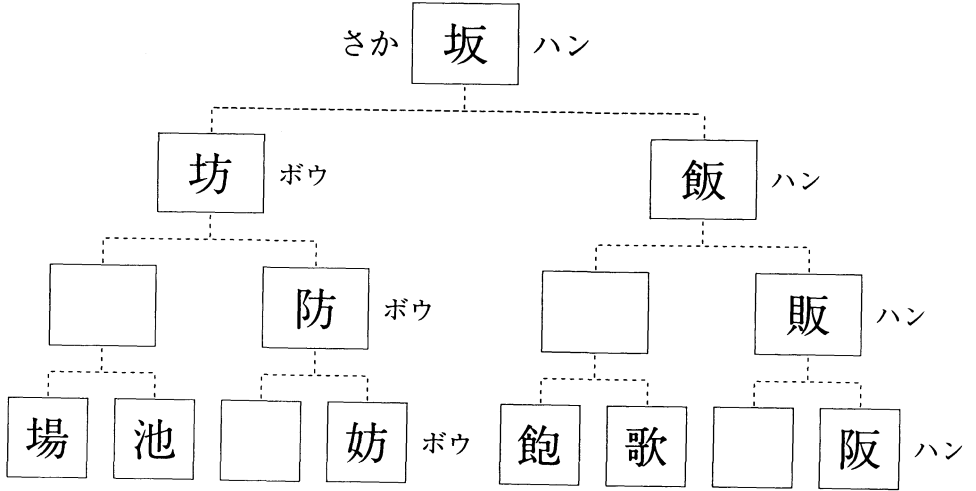 さか 坂 ハン
坊 ボウ 飯 ハン
防 ボウ 販 ハン
場 池 妨 ボウ 飽 歌 阪 ハン